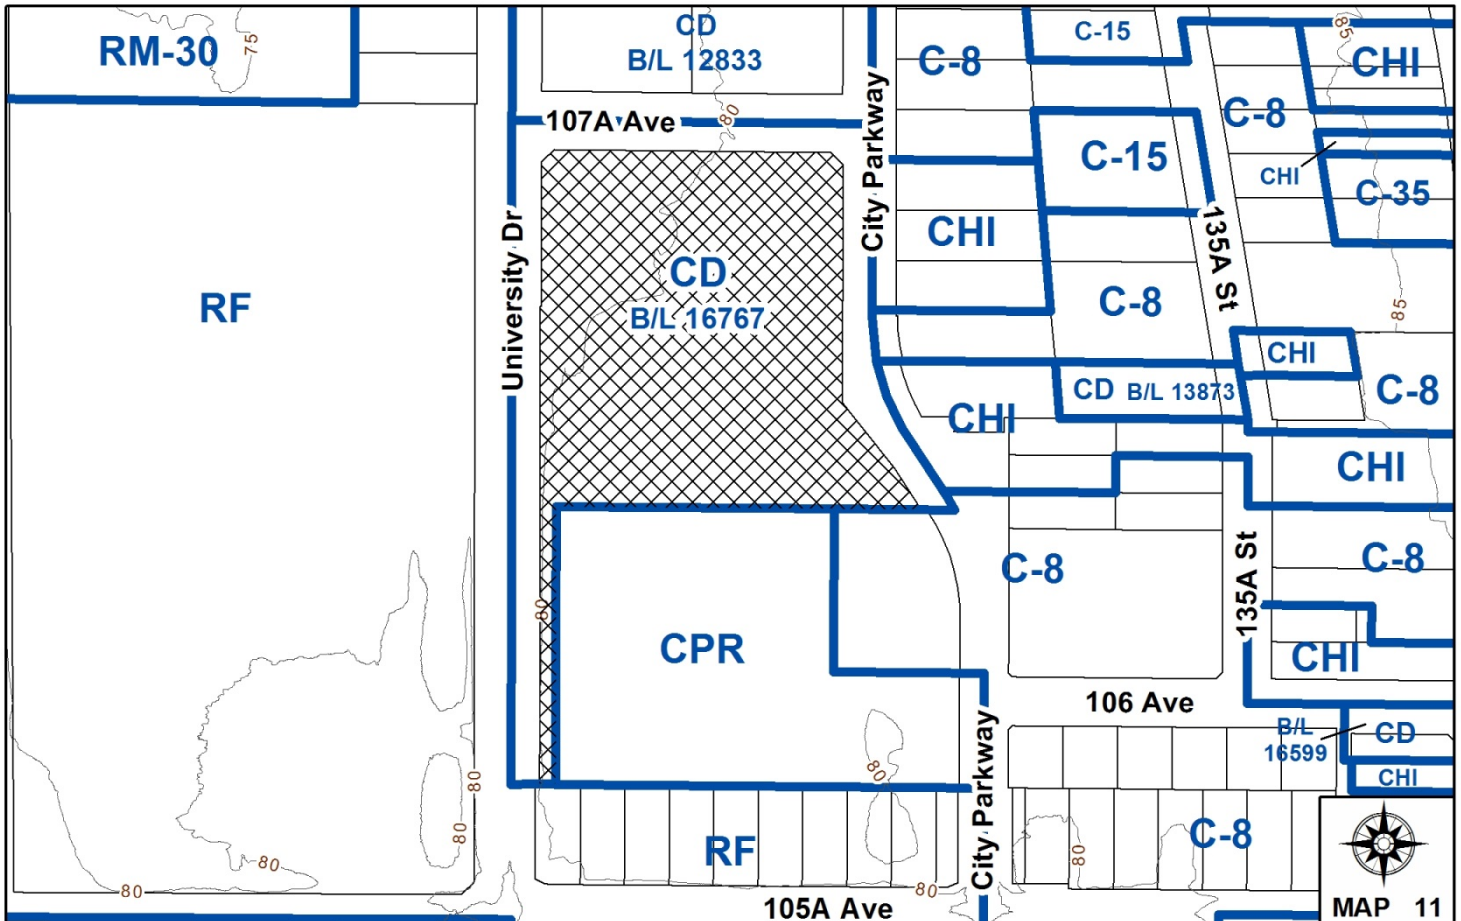 RM-30
75
CD
B/L 12833
C-8
C-15
85
CHI
107A Ave
80
City Parkway
C-15
C-8
CHI
C-35
University Dr
CD
B/L 16767
CHI
135A St
C-8
85
RF
CHI
CD B/L 13873
C-8
CHI
CHI
C-8
135A St
C-8
80
CPR
CHI
106 Ave
B/L
16599
CD
CHI
80
80
80
City Parkway
RF
80
C-8
80
80
80
105A Ave
MAP 11